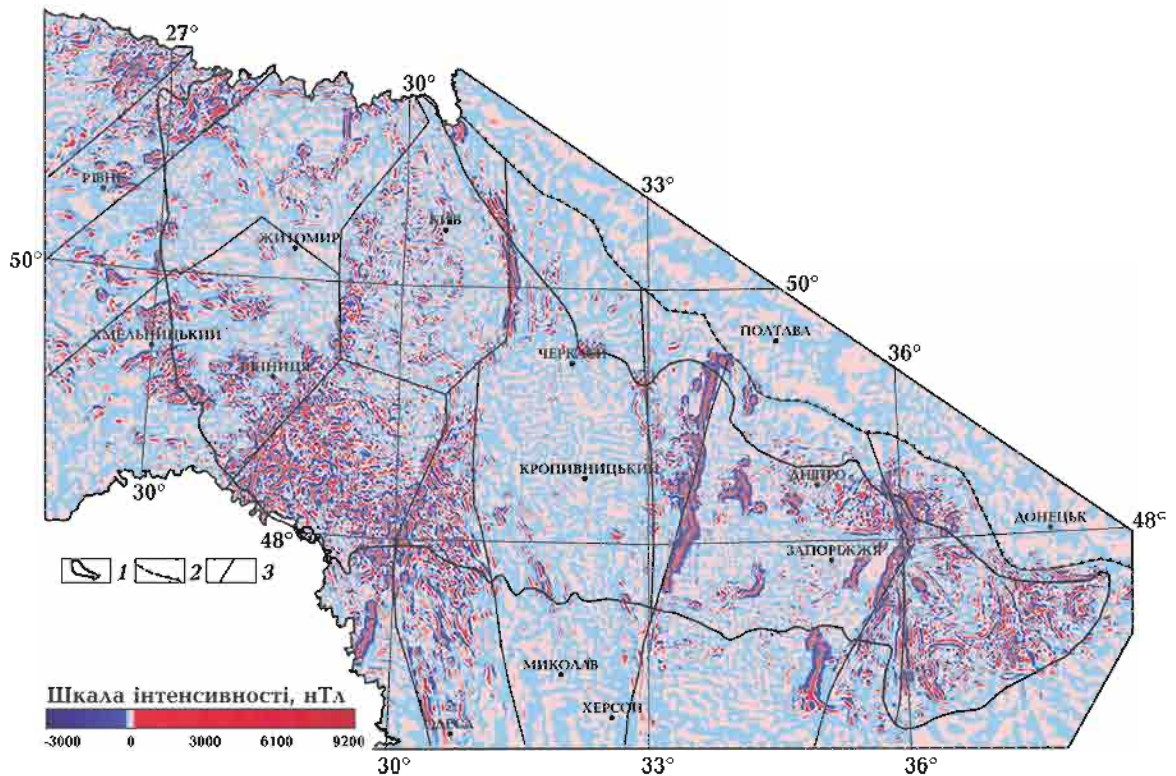 27°
30°
РІВНЕ
33°
КИЇВ
ЖИТОМИР
50°
50°
ХМЕЛЬНИЦЬКИЙ
ПОЛТАВА
ВІННИЦЯ
ЧЕРКАСИ
36°
КРОПИВНИЦЬКИЙ
ДНІПРО
30°
ДОНЕЦЬК
48°
48°
ЗАПОРІЖЖЯ
1 2 3
МИКОЛАЇВ
Шкала інтенсивності, нТл
ХЕРСОН
ОДЕСА
-3000 0 3000 6100 9200
30° 33° 36°